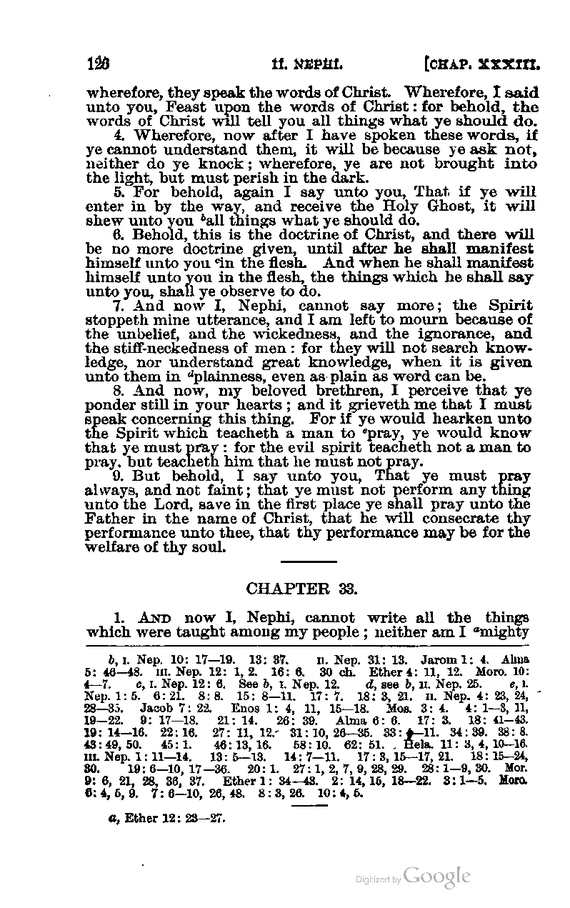 126 II. NEPHI. [CHAP. XXXIII.
wherefore, they speak the words of Christ. Wherefore, I said
unto you, Feast upon the words of Christ: for behold, the
words of Christ will tell you all things what ye should do.
4. Wherefore, now after I have spoken these words, if
ye cannot understand them, it will be because ye ask not,
neither do ye knock; wherefore, ye are not brought into
the light, but must perish in the dark.
5. For behold, again I say unto you, That if ye will
enter in by the way, and receive the Holy Ghost, it will
shew unto you ᵇall things what ye should do.
6. Behold, this is the doctrine of Christ, and there will
be no more doctrine given, until after he shall manifest
himself unto you ᶜin the flesh. And when he shall manifest
himself unto you in the flesh, the things which he shall say
unto you, shall ye observe to do.
7. And now I, Nephi, cannot say more; the Spirit
stoppeth mine utterance, and I am left to mourn because of
the unbelief, and the wickedness, and the ignorance, and
the stiff-neckedness of men: for they will not search know-
ledge, nor understand great knowledge, when it is given
unto them in ᵈplainness, even as plain as word can be.
8. And now, my beloved brethren, I perceive that ye
ponder still in your hearts; and it grieveth me that I must
speak concerning this thing. For if ye would hearken unto
the Spirit which teacheth a man to ᵉpray, ye would know
that ye must pray: for the evil spirit teacheth not a man to
pray, but teacheth him that he must not pray.
9. But behold, I say unto you, That ye must pray
always, and not faint; that ye must not perform any thing
unto the Lord, save in the first place ye shall pray unto the
Father in the name of Christ, that he will consecrate thy
performance unto thee, that thy performance may be for the
welfare of thy soul.
CHAPTER 33.
1. AND now I, Nephi, cannot write all the things
which were taught among my people; neither am I ᵃmighty
b, I. Nep. 10: 17—19. 13: 37. II. Nep. 31: 13. Jarom 1: 4. Alma
5: 46—48. III. Nep. 12: 1, 2. 16: 6. 30 ch. Ether 4: 11, 12. Moro. 10:
4—7. c, I. Nep. 12: 6. See b, I. Nep. 12. d, see b, II. Nep. 25. e, I.
Nep. 1: 5. 6: 21. 8: 8. 15: 8—11. 17: 7. 18: 3, 21. II. Nep. 4: 23, 24,
28—35. Jacob 7: 22. Enos 1: 4, 11, 15—18. Mos. 3: 4. 4: 1—3, 11,
19—22. 9: 17—18. 21: 14. 26: 39. Alma 6: 6. 17: 3. 18: 41—43.
19: 14—16. 22: 16. 27: 11, 12. 31: 10, 26—35. 33: —11. 34: 39. 38: 8.
43: 49, 50. 45: 1. 46: 13, 16. 58: 10. 62: 51. Hela. 11: 3, 4, 10—16.
III. Nep. 1: 11—14. 13: 5—13. 14: 7—11. 17: 3, 15—17, 21. 18: 15—24,
30. 19: 6—10, 17—36. 20: 1. 27: 1, 2, 7, 9, 28, 29. 28: 1—9, 30. Mor.
9: 6, 21, 28, 36, 37. Ether 1: 34—43. 2: 14, 15, 18—22. 3: 1—5. Moro.
6: 4, 5, 9. 7: 6—10, 26, 48. 8: 3, 26. 10: 4, 5.
a, Ether 12: 23—27.
Digitized by Google